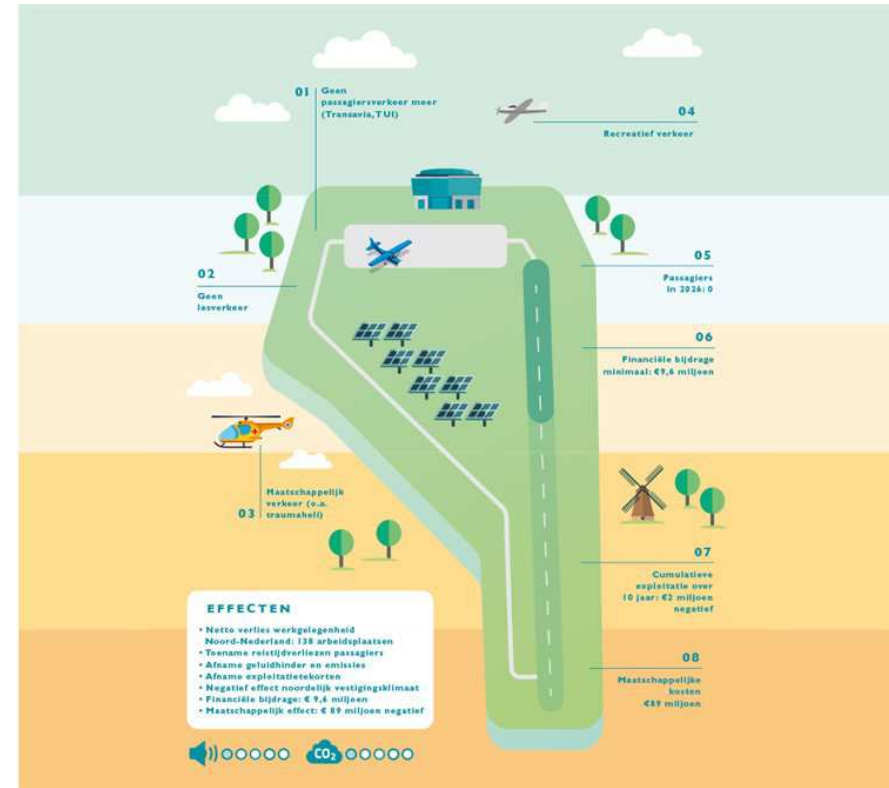 01
Geen
passagiersverkeer meer
(Transavia, TUI)
04
Recreatief verkeer
02
Geen
lesverkeer
05
Passagiers
in 2026: 0
06
Financiële bijdrage
minimaal: €9,6 miljoen
03
Maatschappelijk
verkeer (o.a.
traumaheli)
07
Cumulatieve
exploitatie over
10 jaar: €2 miljoen
negatief
08
Maatschappelijke
kosten
€89 miljoen
EFFECTEN
• Netto verlies werkgelegenheid
Noord-Nederland: 138 arbeidsplaatsen
• Toename reistijdverliezen passagiers
• Afname geluidhinder en emissies
• Afname exploitatietekorten
• Negatief effect noordelijk vestigingsklimaat
• Financiële bijdrage: € 9,6 miljoen
• Maatschappelijk effect: € 89 miljoen negatief
CO2